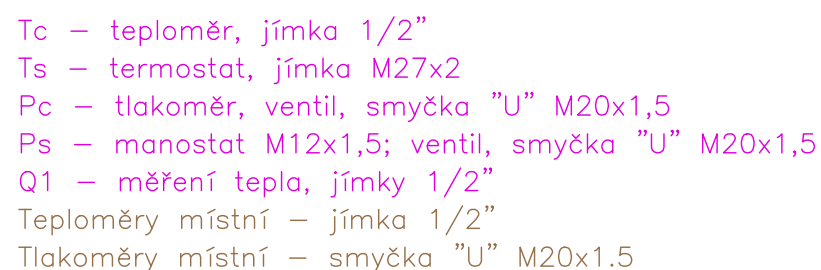 Tc – teploměr, jímka 1/2”
Ts – termostat, jímka M27x2
Pc – tlakoměr, ventil, smyčka ”U” M20x1,5
Ps – manostat M12x1,5; ventil, smyčka ”U” M20x1,5
Q1 – měření tepla, jímky 1/2”
Teploměry místní – jímka 1/2”
Tlakoměry místní – smyčka ”U” M20x1.5